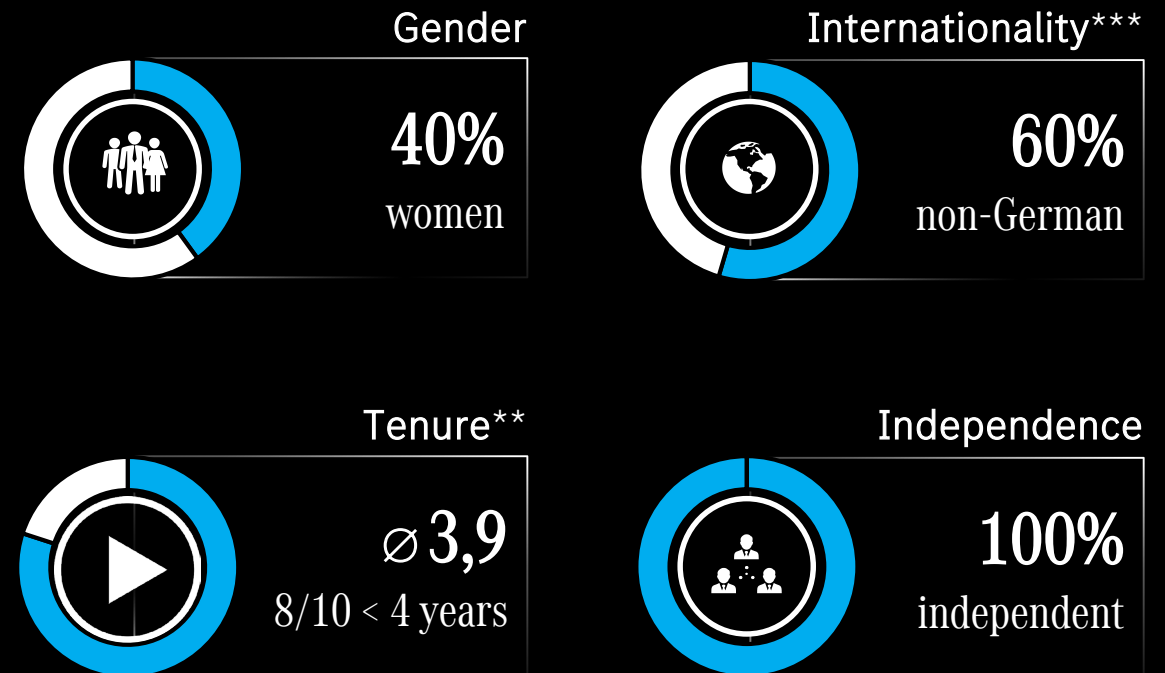 Gender
40%
women
Internationality***
60%
non-German
Tenure**
⌀ 3,9
8/10 < 4 years
Independence
100%
independent